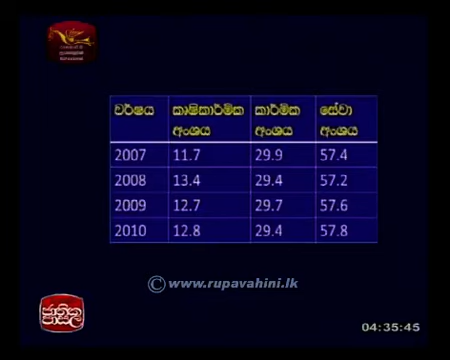 වර්ෂය කෘෂිකාර්මික අංශය කාර්මික අංශය සේවා අංශය
2007 11.7 29.9 57.4
2008 13.4 29.4 57.2
2009 12.7 29.7 57.6
2010 12.8 29.4 57.8
© www.rupavahini.lk
ජාතික
පාසල
04:35:45